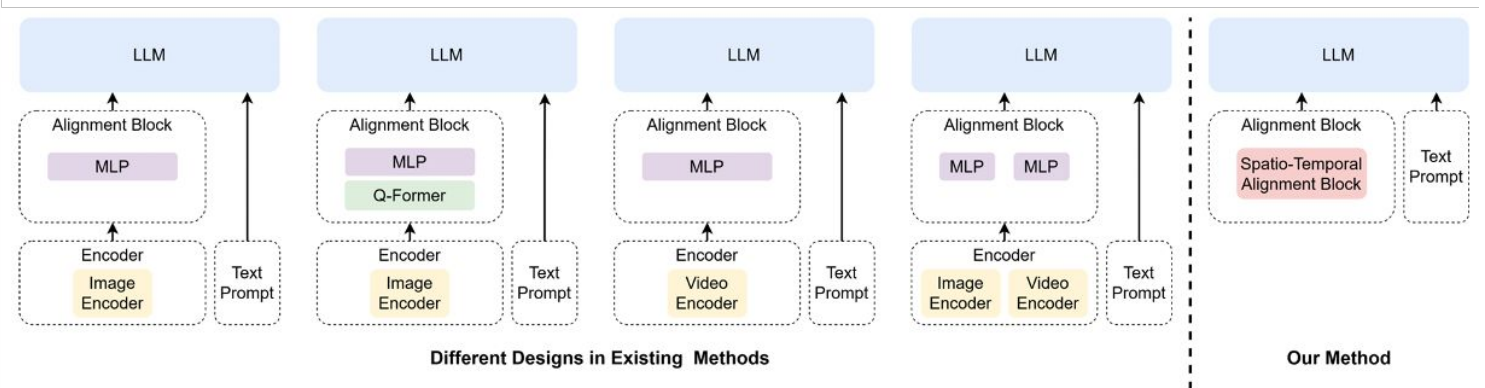 LLM
Alignment Block
MLP
Encoder
Image
Encoder
Text
Prompt
LLM
Alignment Block
MLP
Q-Former
Encoder
Image
Encoder
Text
Prompt
LLM
Alignment Block
MLP
Encoder
Video
Encoder
Text
Prompt
LLM
Alignment Block
MLP
MLP
Encoder
Image
Encoder
Video
Encoder
Text
Prompt
Different Designs in Existing Methods
LLM
Alignment Block
Spatio-Temporal
Alignment Block
Text
Prompt
Our Method